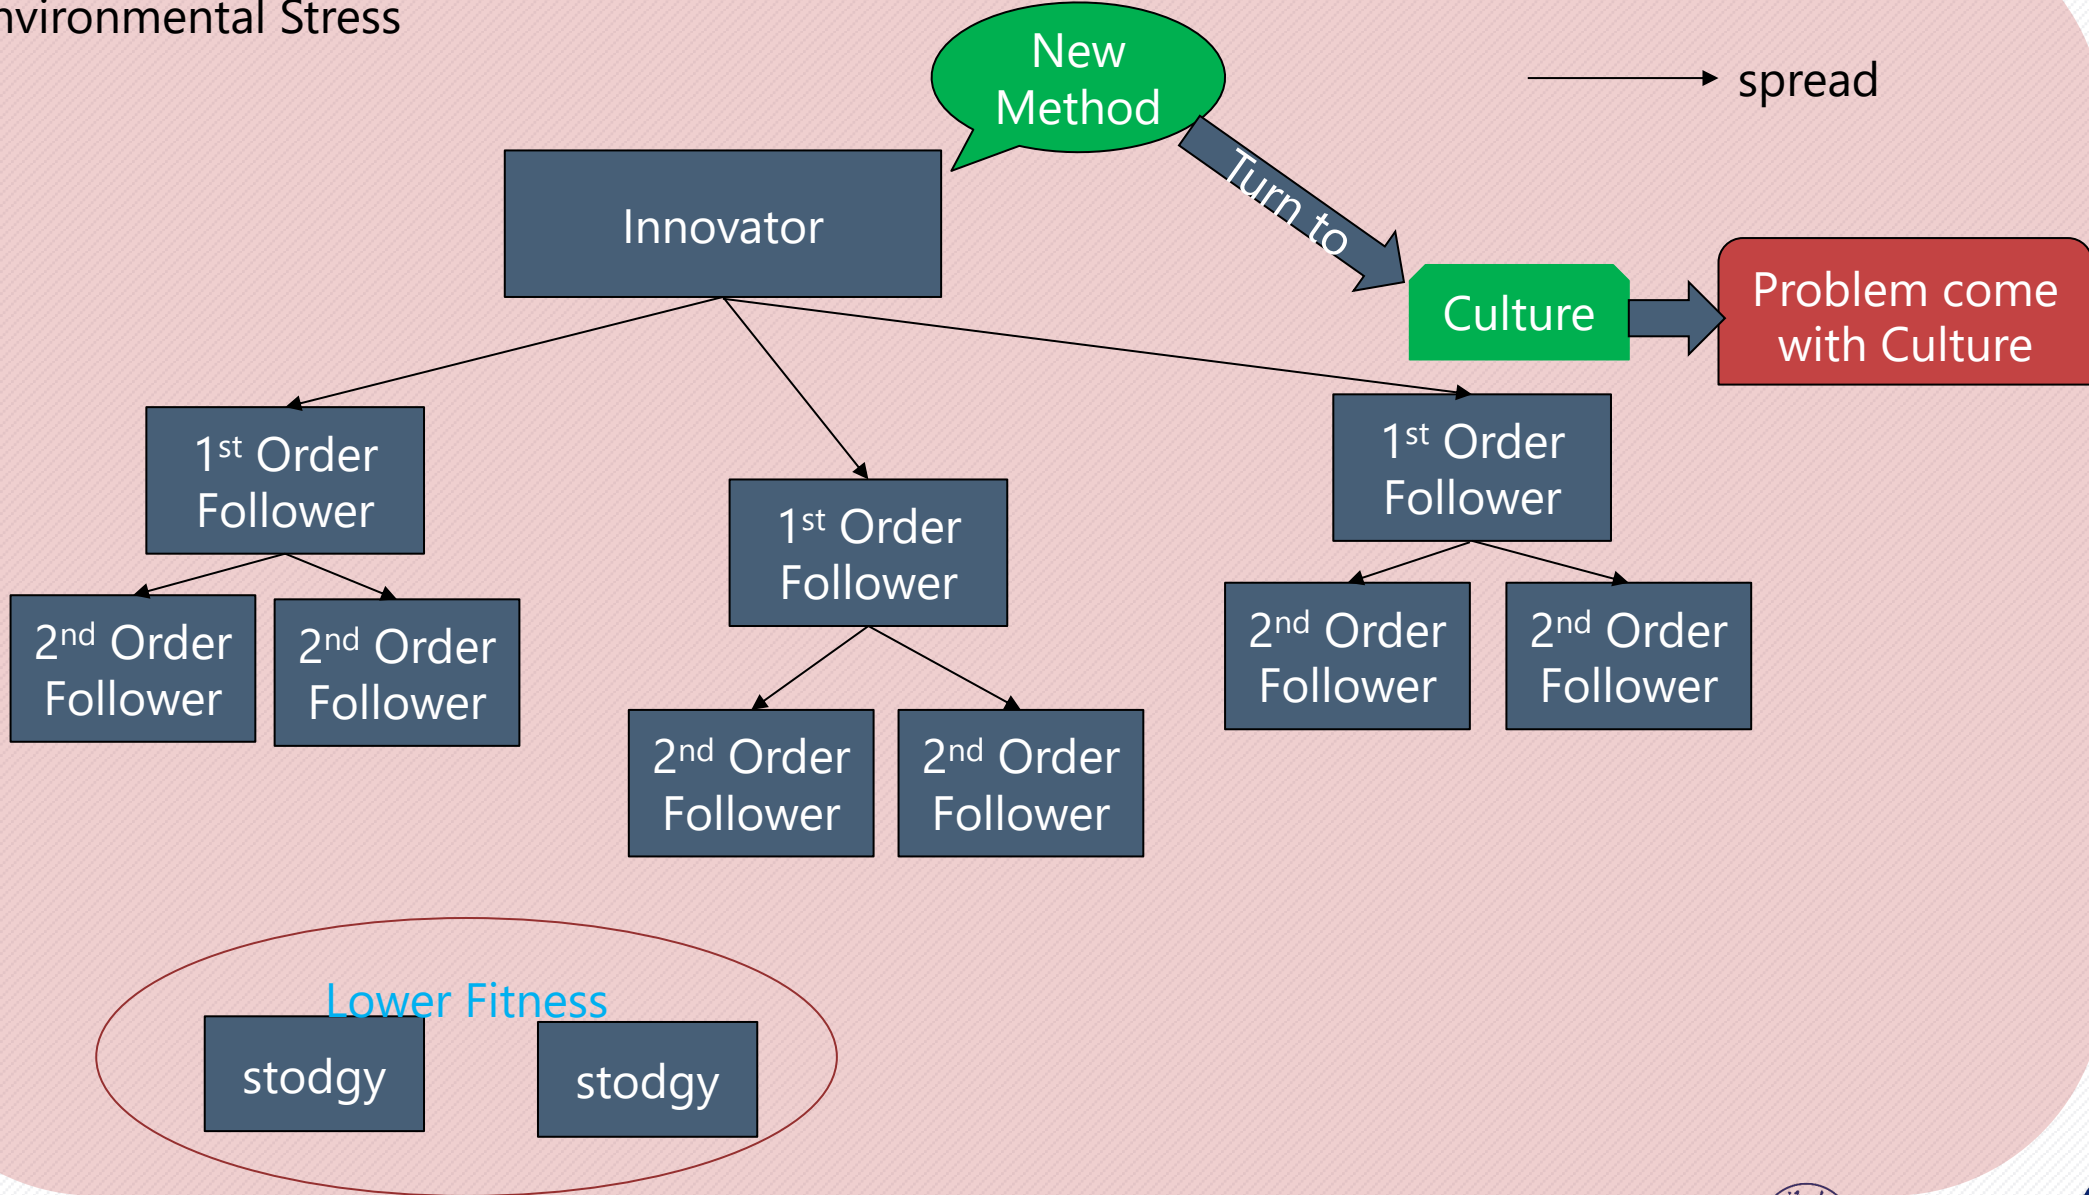 nvironmental Stress
New
Method
spread
Turn to
Innovator
Culture
Problem come
with Culture
1st Order
Follower
1st Order
Follower
1st Order
Follower
2nd Order
Follower
2nd Order
Follower
2nd Order
Follower
2nd Order
Follower
2nd Order
Follower
2nd Order
Follower
Lower Fitness
stodgy
stodgy